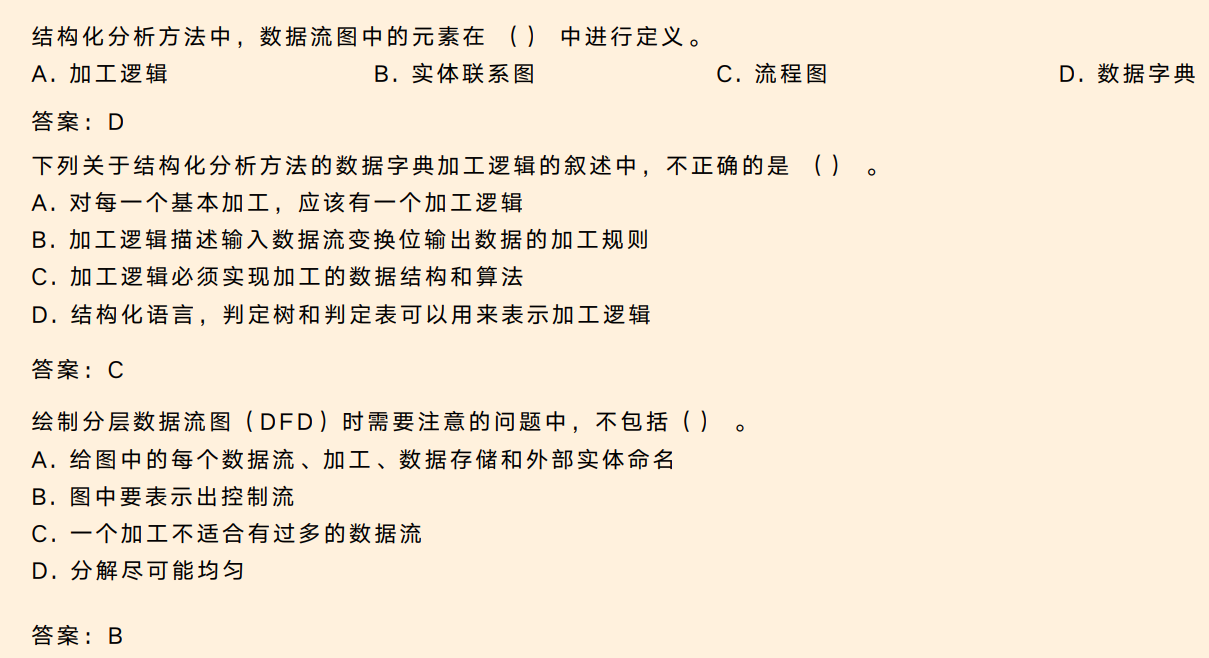 结构化分析方法中，数据流图中的元素在 （） 中进行定义。
A. 加工逻辑 B. 实体联系图 C. 流程图 D. 数据字典
答案：D
下列关于结构化分析方法的数据字典加工逻辑的叙述中，不正确的是 （） 。
A. 对每一个基本加工，应该有一个加工逻辑
B. 加工逻辑描述输入数据流变换位输出数据的加工规则
C. 加工逻辑必须实现加工的数据结构和算法
D. 结构化语言，判定树和判定表可以用来表示加工逻辑
答案：C
绘制分层数据流图（DFD）时需要注意的问题中，不包括（） 。
A. 给图中的每个数据流、加工、数据存储和外部实体命名
B. 图中要表示出控制流
C. 一个加工不适合有过多的数据流
D. 分解尽可能均匀
答案：B